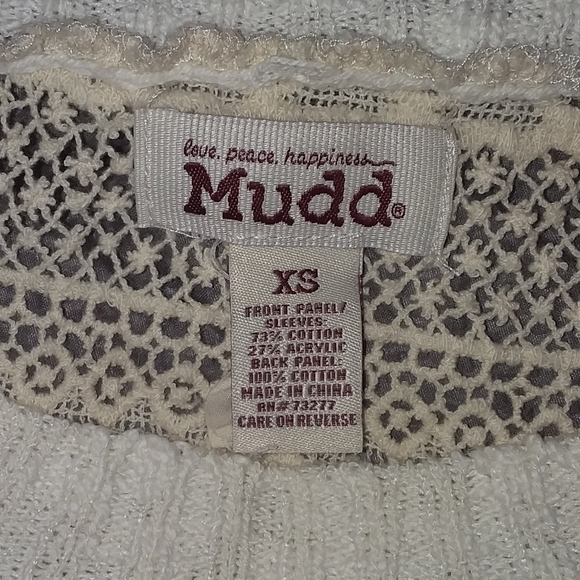 love. peace. happiness
Mudd®
XS
FRONT PANEL/
SLEEVES:
73% COTTON
27% ACRYLIC
BACK PANEL:
100% COTTON
MADE IN CHINA
RN# 73277
CARE ON REVERSE